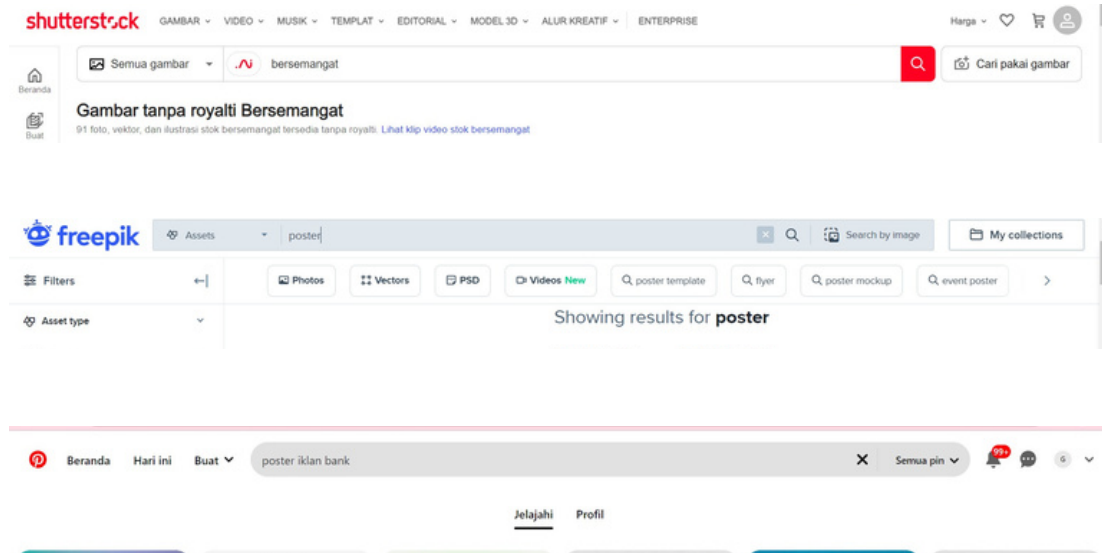 shutterstock GAMBAR VIDEO MUSIK TEMPLAT EDITORIAL MODEL 3D ALUR KREATIF ENTERPRISE Harga
Semua gambar .Ai bersemangat Cari pakai gambar
Beranda
Gambar tanpa royalti Bersemangat
Buat
91 foto, vektor, dan ilustrasi stok bersemangat tersedia tanpa royalti. Lihat klip video stok bersemangat
freepik Assets poster Search by image My collections
Filters Photos Vectors PSD Videos New poster template flyer poster mockup event poster
Asset type
Showing results for poster
Beranda Hari ini Buat poster iklan bank Semua pin 99+ G
Jelajahi Profil